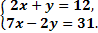 2x + y = 12,
7x − 2y = 31.